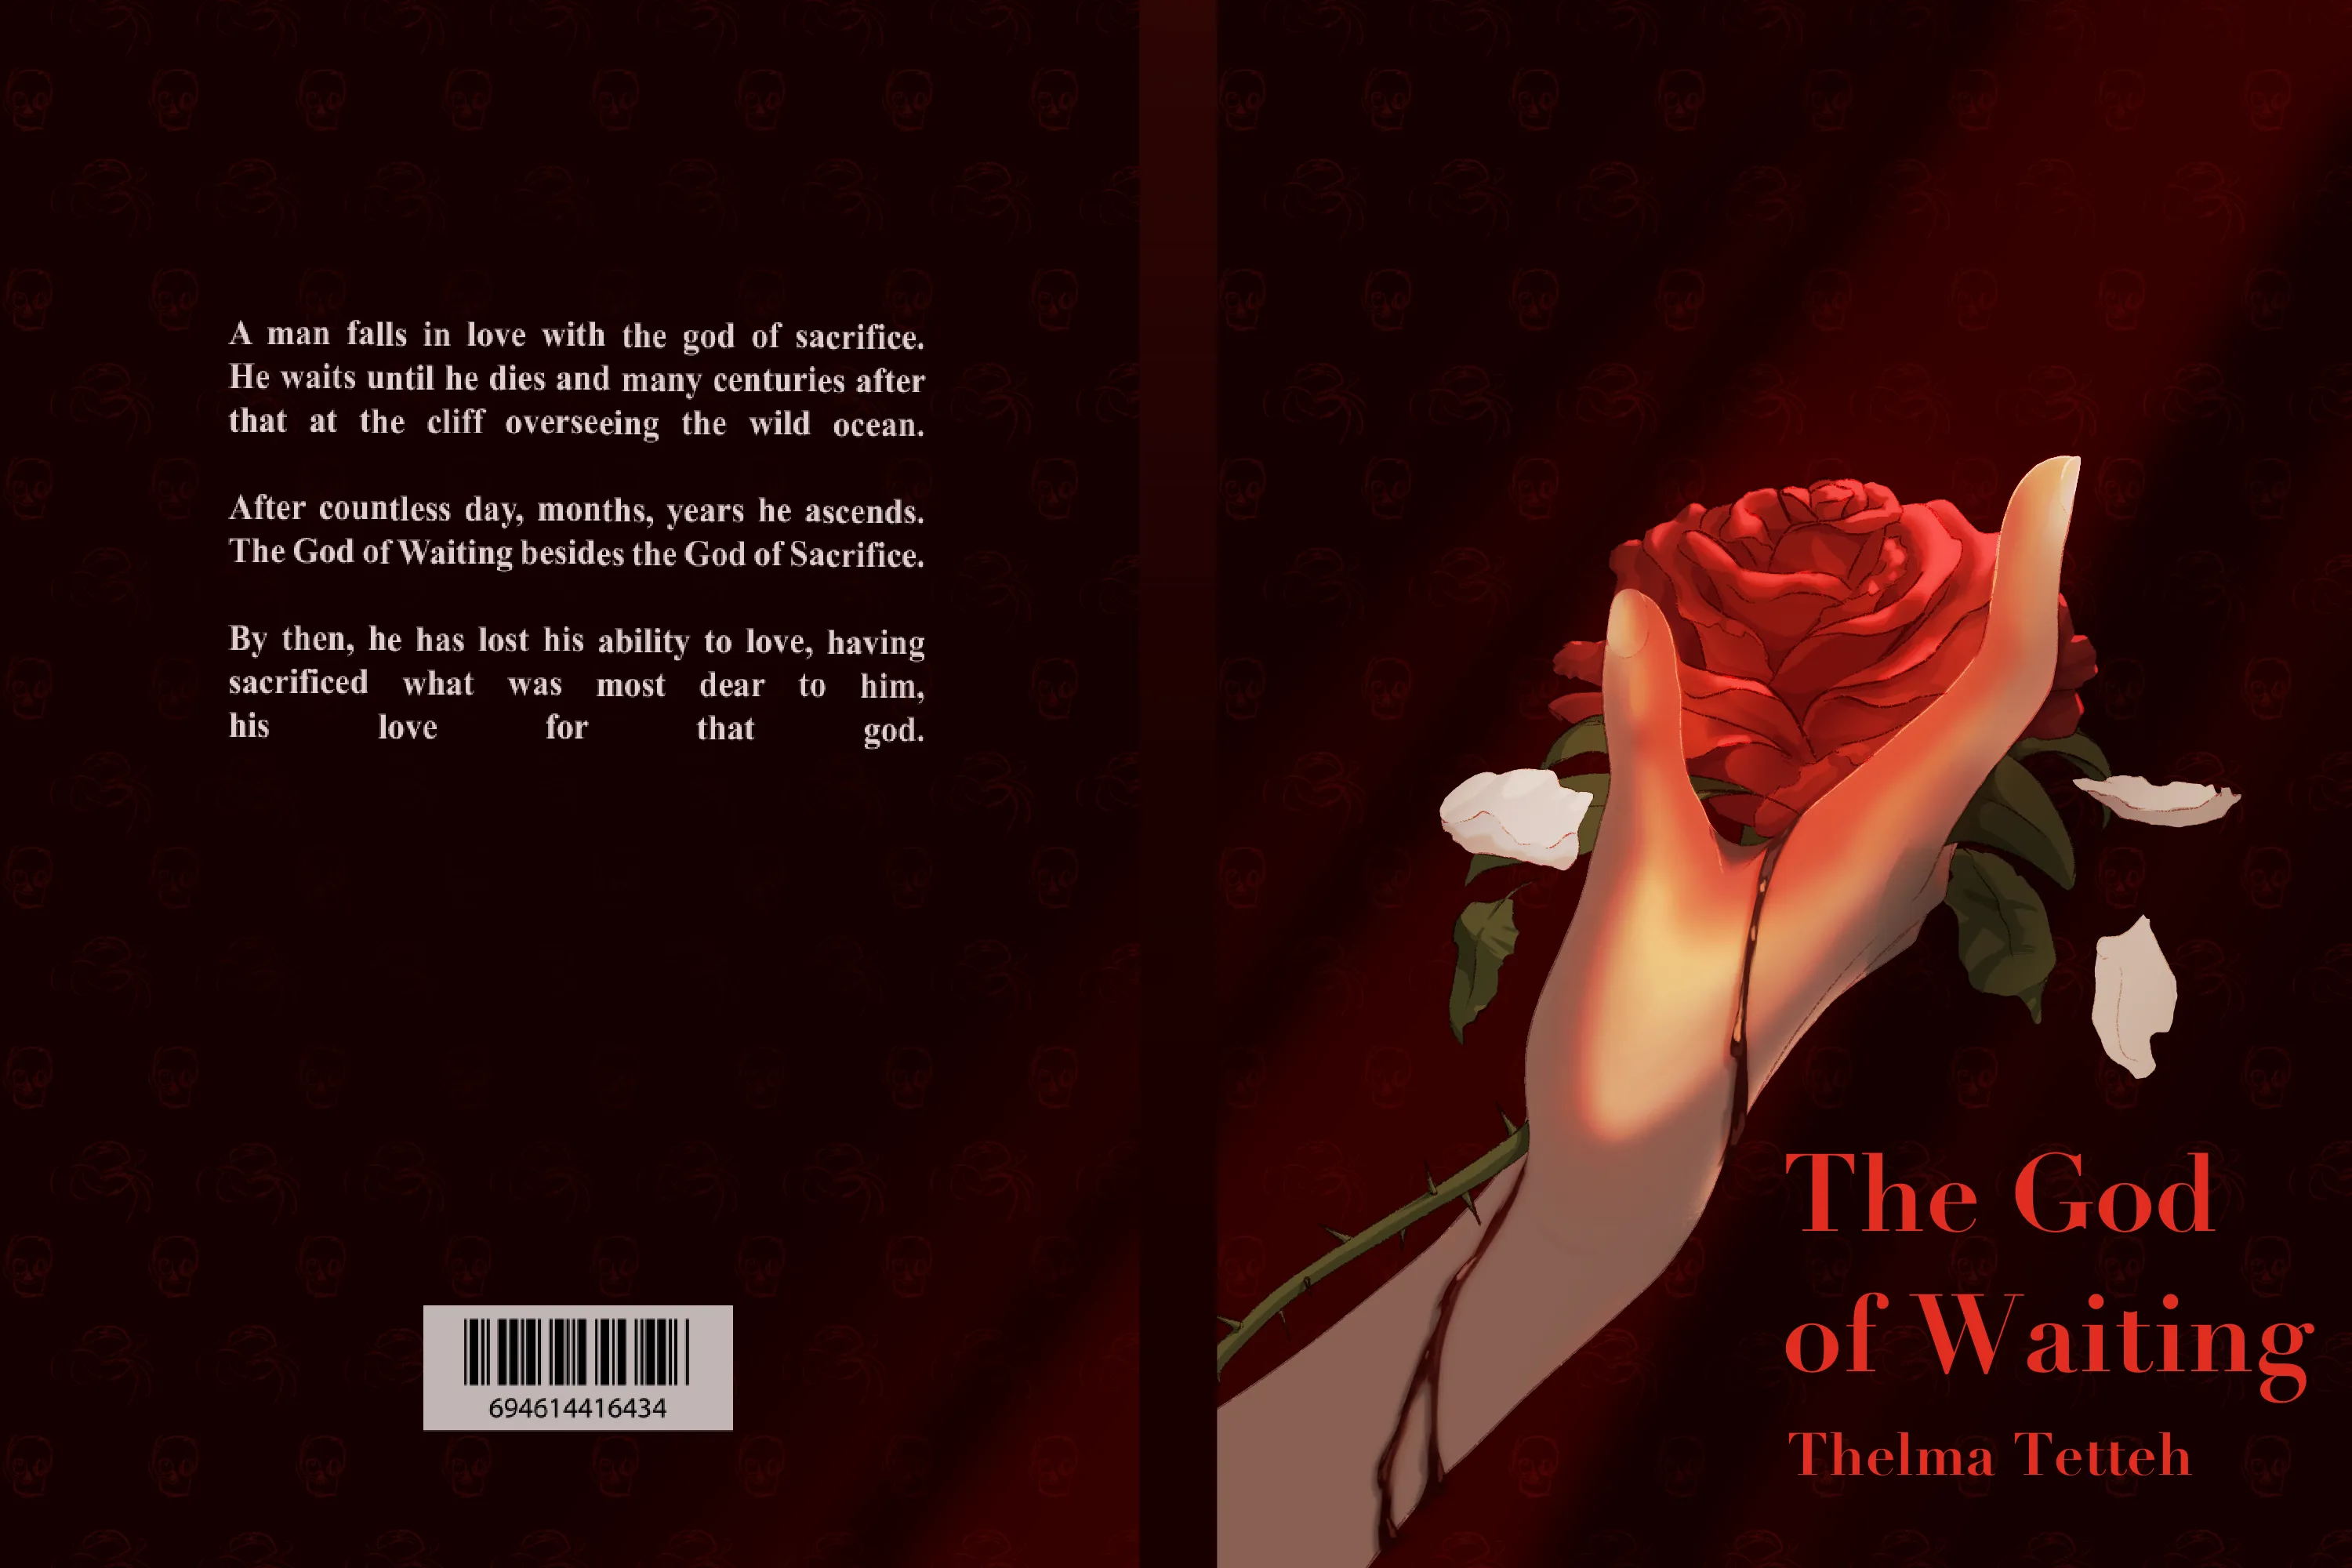 A man falls in love with the god of sacrifice.
He waits until he dies and many centuries after
that at the cliff overseeing the wild ocean.
After countless day, months, years he ascends.
The God of Waiting besides the God of Sacrifice.
By then, he has lost his ability to love, having
sacrificed what was most dear to him,
his love for that god.
694614416434
The God
of Waiting
Thelma Tetteh